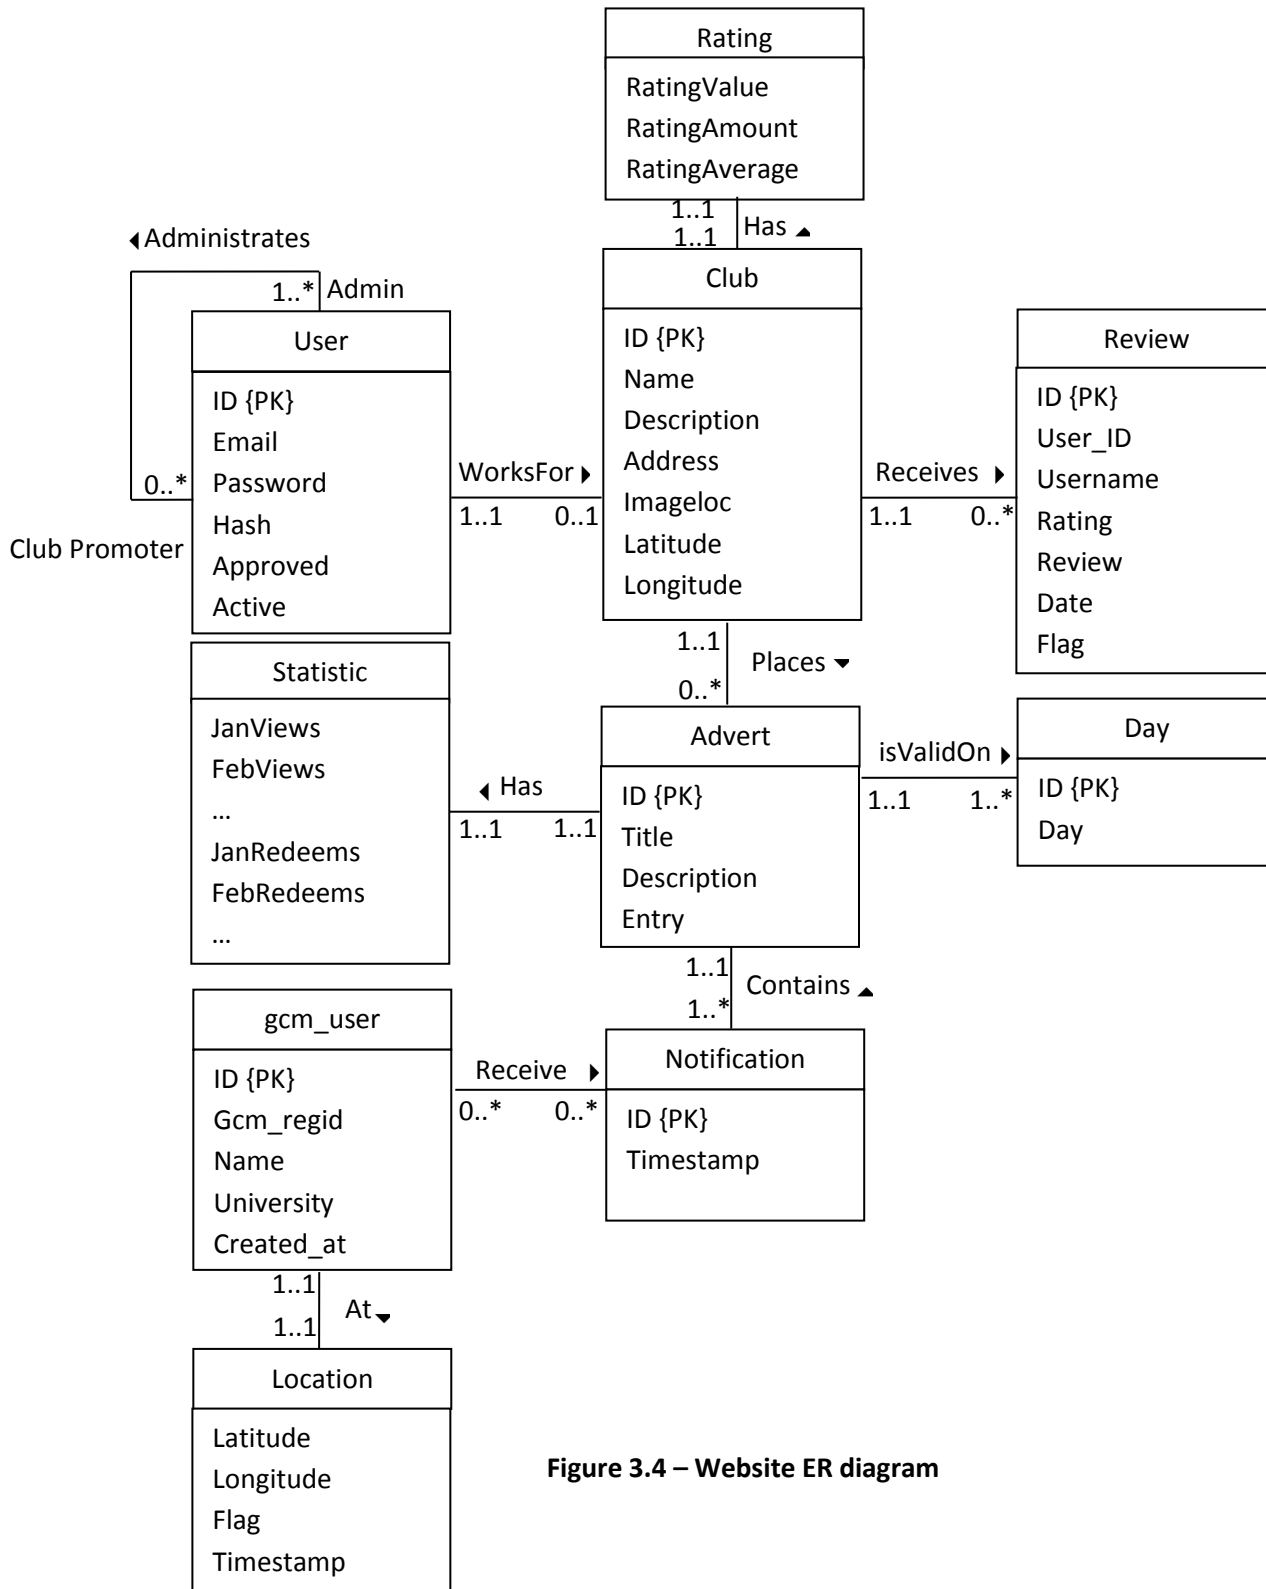 Rating
RatingValue
RatingAmount
RatingAverage
1..1
Has
1..1
Administrates
1..*
Admin
0..*
Club Promoter
User
ID {PK}
Email
Password
Hash
Approved
Active
WorksFor
1..1
0..1
Club
ID {PK}
Name
Description
Address
Imageloc
Latitude
Longitude
Receives
1..1
0..*
Review
ID {PK}
User_ID
Username
Rating
Review
Date
Flag
1..1
Places
0..*
Statistic
JanViews
FebViews
...
JanRedeems
FebRedeems
...
Has
1..1
1..1
Advert
ID {PK}
Title
Description
Entry
isValidOn
1..1
1..*
Day
ID {PK}
Day
1..1
Contains
1..*
gcm_user
ID {PK}
Gcm_regid
Name
University
Created_at
Receive
0..*
0..*
Notification
ID {PK}
Timestamp
1..1
At
1..1
Location
Latitude
Longitude
Flag
Timestamp
Figure 3.4 – Website ER diagram